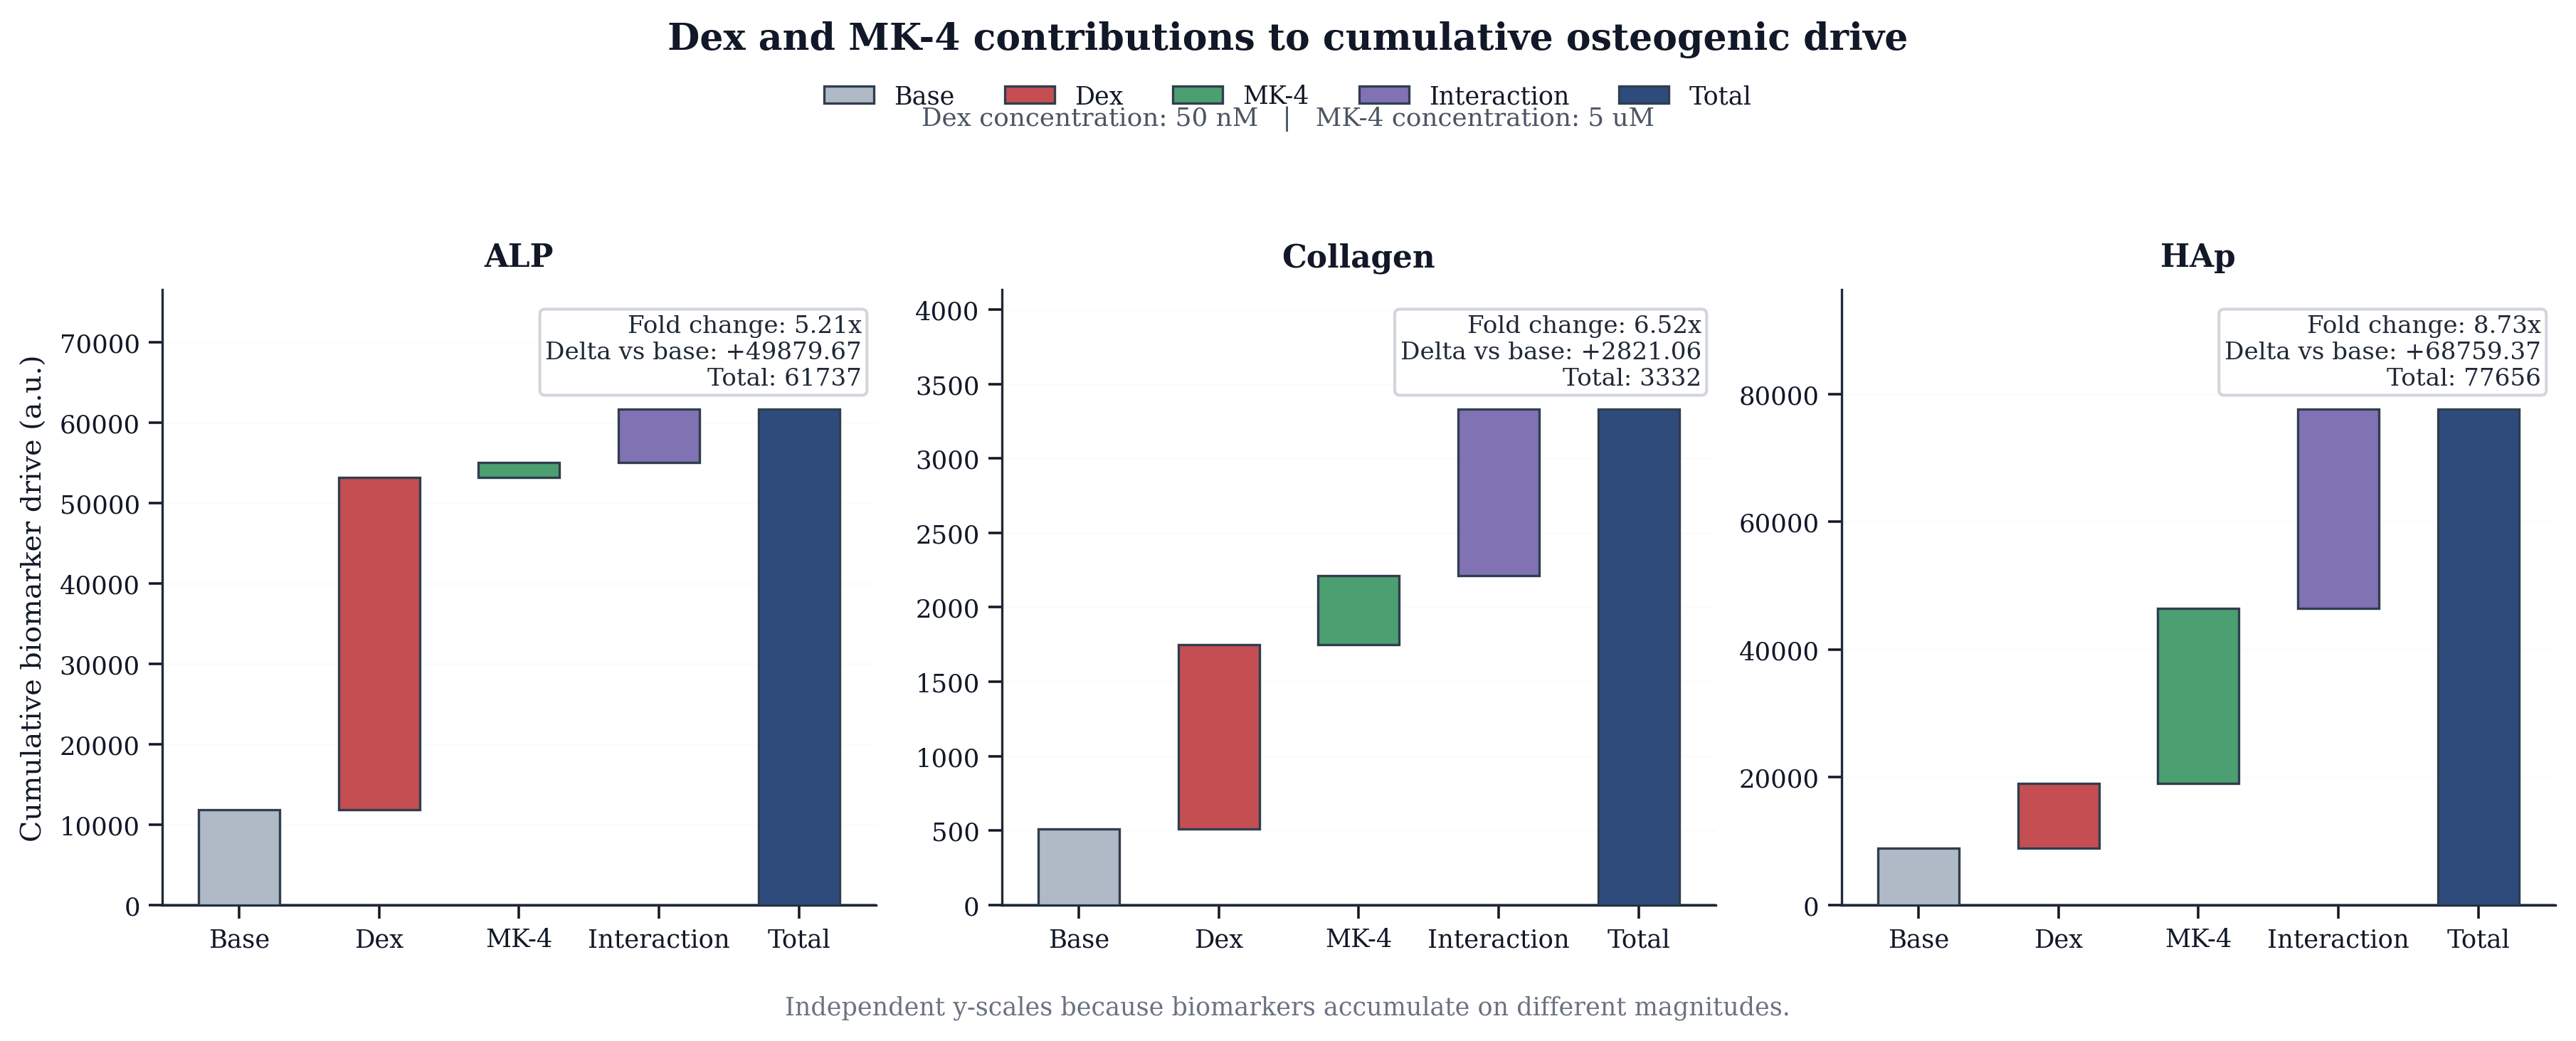 Dex and MK-4 contributions to cumulative osteogenic drive
Base Dex MK-4 Interaction Total
Dex concentration: 50 nM | MK-4 concentration: 5 uM
ALP
Fold change: 5.21x
Delta vs base: +49879.67
Total: 61737
Cumulative biomarker drive (a.u.)
70000
60000
50000
40000
30000
20000
10000
0
Base Dex MK-4 Interaction Total
Collagen
Fold change: 6.52x
Delta vs base: +2821.06
Total: 3332
4000
3500
3000
2500
2000
1500
1000
500
0
Base Dex MK-4 Interaction Total
HAp
Fold change: 8.73x
Delta vs base: +68759.37
Total: 77656
80000
60000
40000
20000
0
Base Dex MK-4 Interaction Total
Independent y-scales because biomarkers accumulate on different magnitudes.